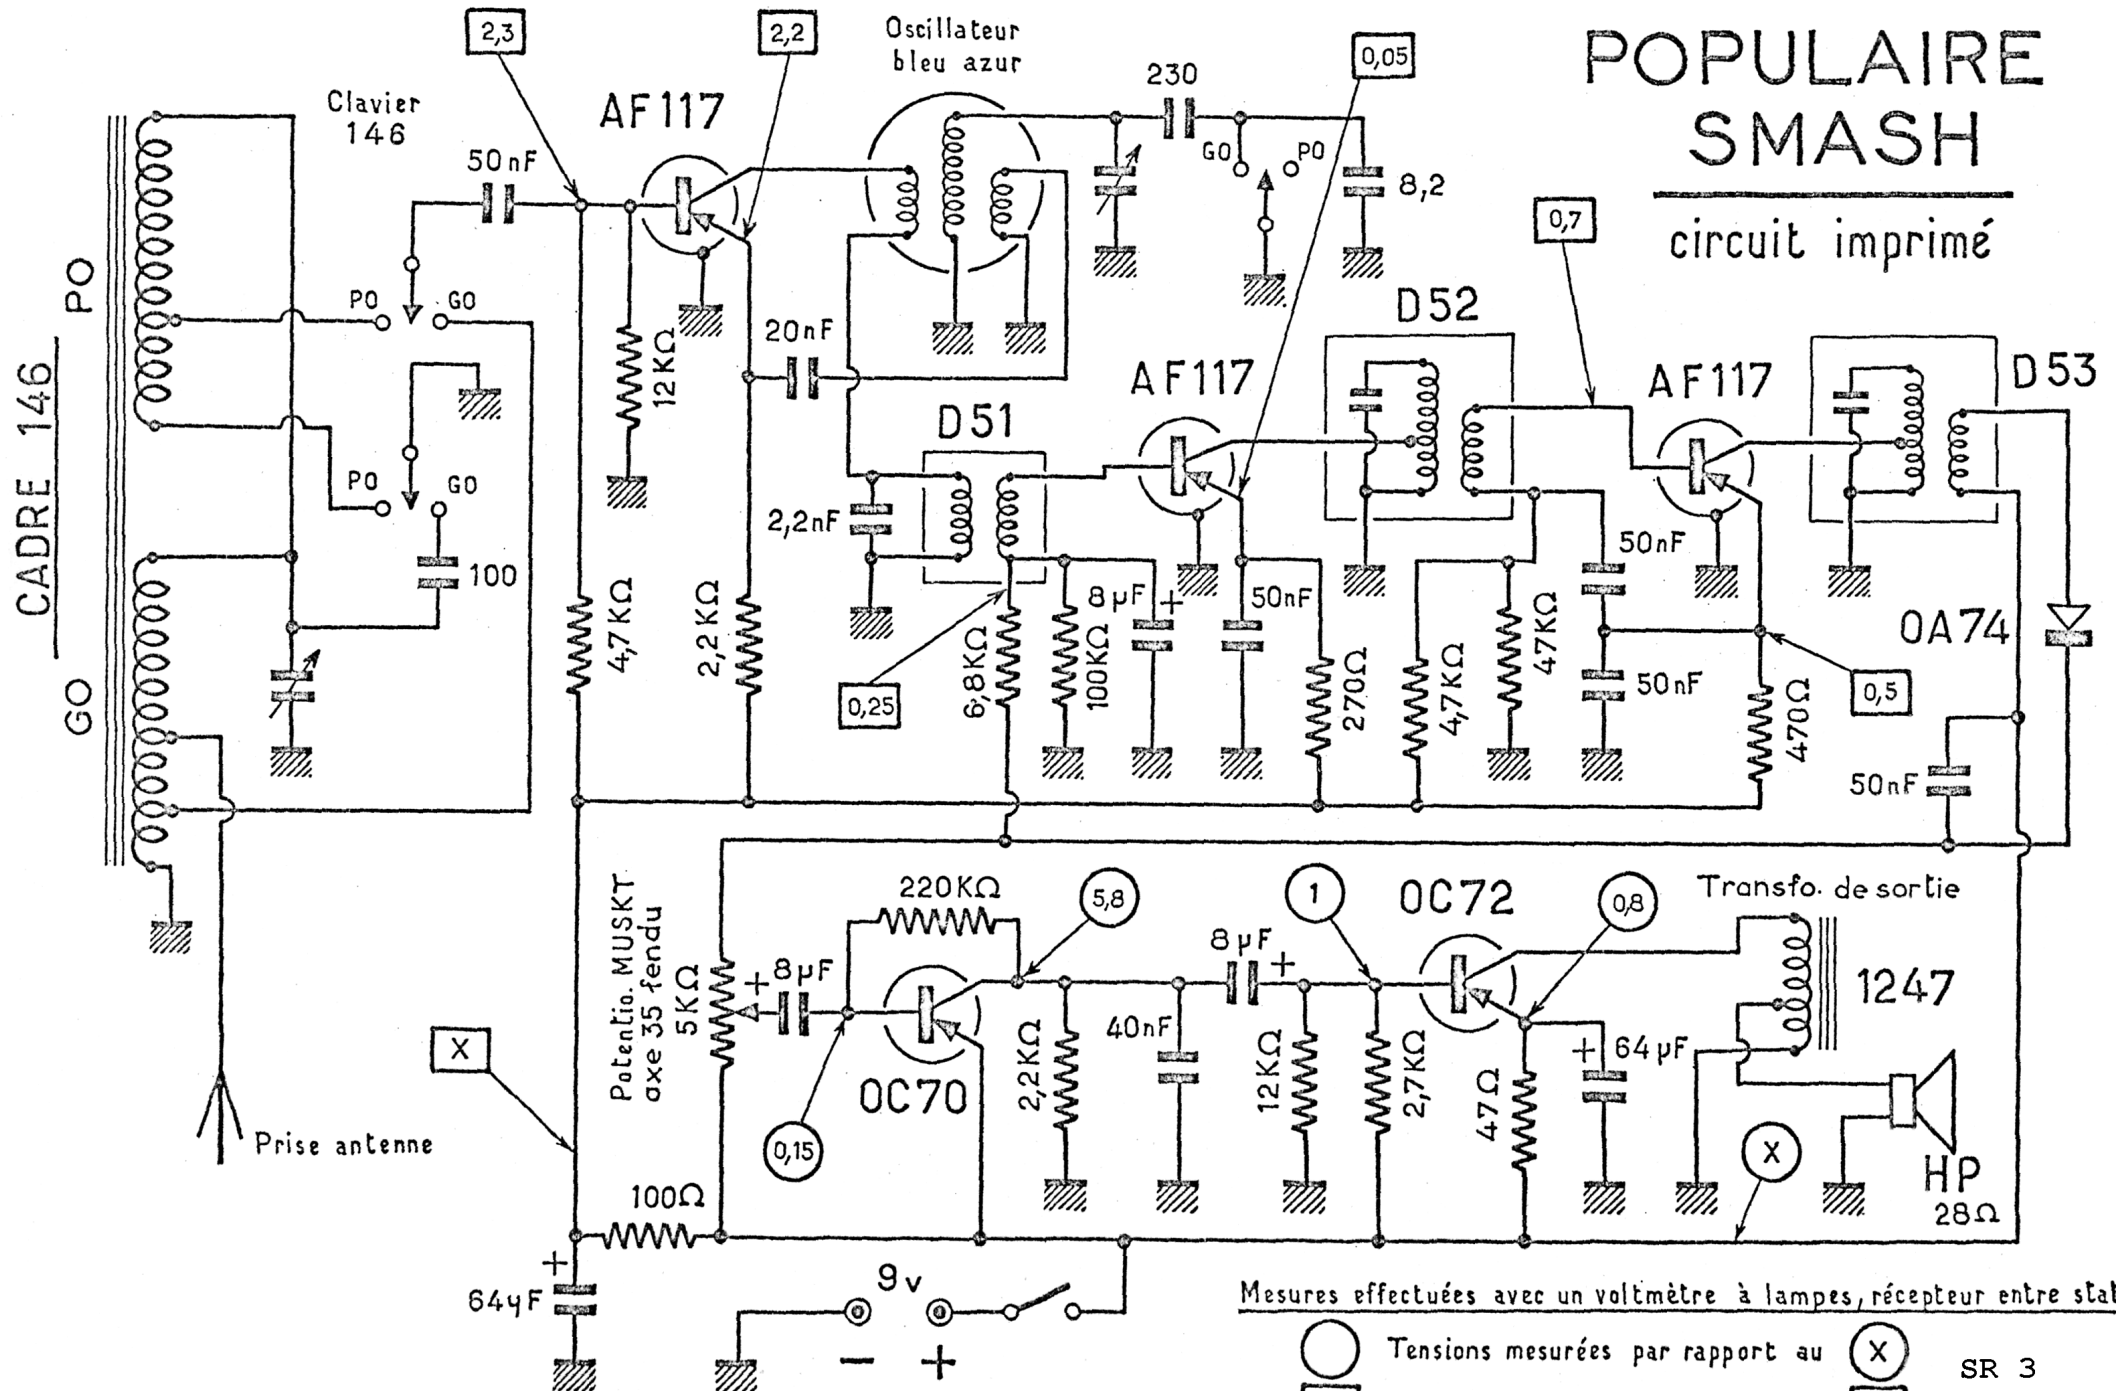 POPULAIRE
SMASH
circuit imprimé
2,3
2,2
Oscillateur
bleu azur
0,05
230
Clavier
146
AF117
50nF
GO
PO
8,2
0,7
PO
PO
GO
12KΩ
20nF
D52
AF117
AF117
D53
CADRE 146
D51
PO
GO
2,2nF
100
50nF
8µF
+
50nF
OA74
4,7KΩ
2,2KΩ
6,8KΩ
100KΩ
270Ω
4,7KΩ
47KΩ
50nF
0,25
0,5
470Ω
GO
50nF
220KΩ
5,8
1
OC72
0,8
Transfo. de sortie
Potentio. MUSKT
axe 35 fendu
5KΩ
+
8µF
8µF
+
1247
X
2,2KΩ
40nF
12KΩ
2,7KΩ
47Ω
+
64µF
OC70
0,15
X
Prise antenne
HP
28Ω
100Ω
+
64µF
9v
−
+
Mesures effectuées avec un voltmètre à lampes, récepteur entre stat
Tensions mesurées par rapport au
X
SR 3